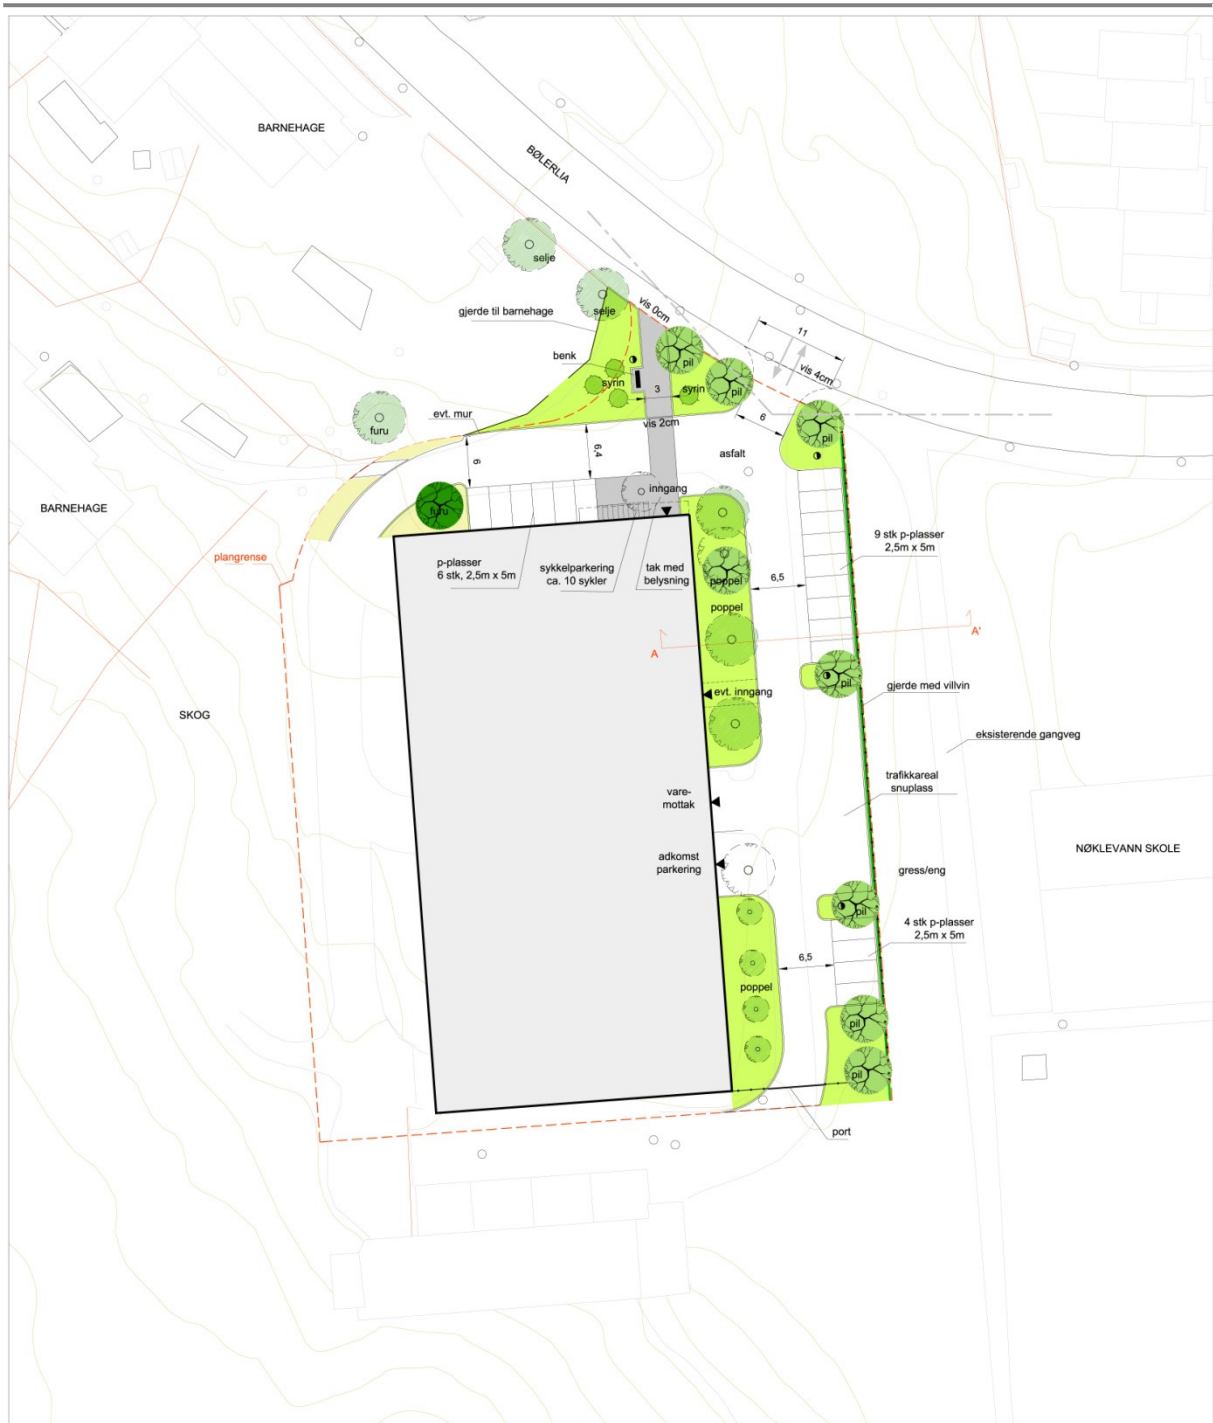 BARNEHAGE
BØLERLIA
selje
selje
vis 0cm
gjerde til barnehage
11
benk
pil
vis 4cm
syrin
3
syrin
pil
evt. mur
vis 2cm
6
furu
pil
6
6,4
asfalt
inngang
furu
BARNEHAGE
9 stk p-plasser
2,5m x 5m
plangrense
p-plasser
6 stk, 2,5m x 5m
sykkelparkering
ca. 10 sykler
tak med
belysning
poppel
6,5
poppel
A
A'
pil
gjerde med villvin
evt. inngang
SKOG
eksisterende gangveg
trafikkareal
snuplass
vare-
mottak
NØKLEVANN SKOLE
adkomst
parkering
gress/eng
pil
4 stk p-plasser
2,5m x 5m
6,5
poppel
pil
pil
port